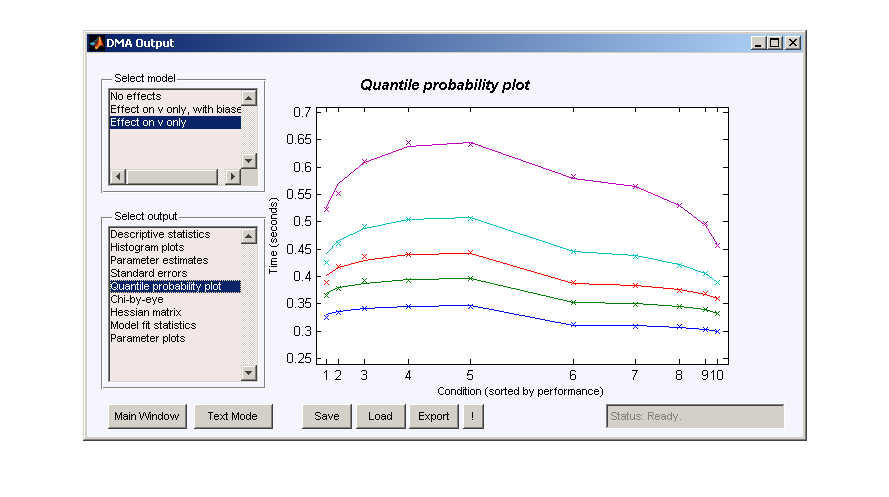 DMA Output
Select model
No effects
Effect on v only, with biase
Effect on v only
Select output
Descriptive statistics
Histogram plots
Parameter estimates
Standard errors
Quantile probability plot
Chi-by-eye
Hessian matrix
Model fit statistics
Parameter plots
Quantile probability plot
0.7
0.65
0.6
0.55
0.5
0.45
0.4
0.35
0.3
0.25
Time (seconds)
1 2 3 4 5 6 7 8 9 10
Condition (sorted by performance)
Main Window
Text Mode
Save
Load
Export
!
Status: Ready.